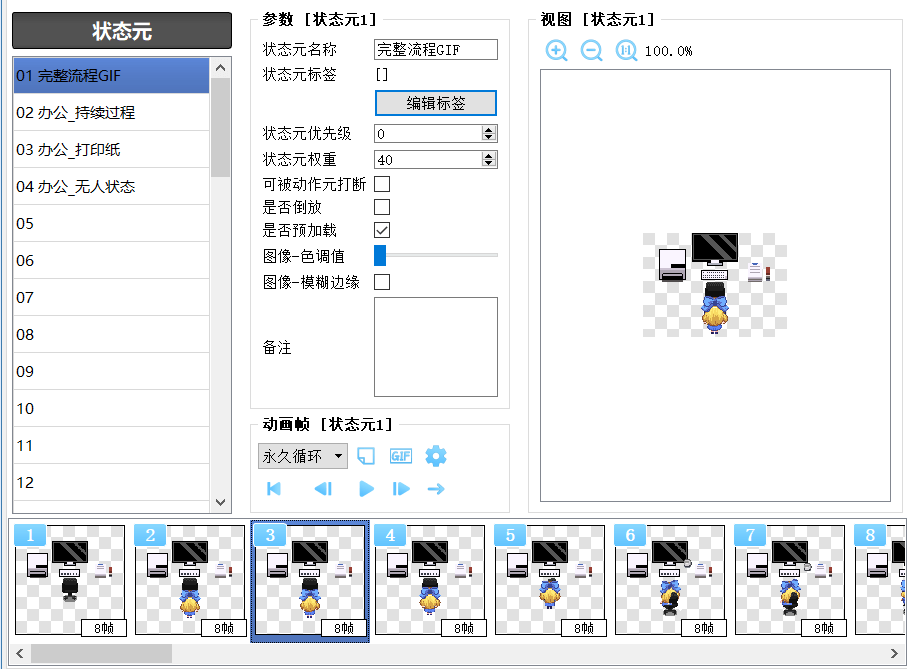 状态元
01 完整流程GIF
02 办公_持续过程
03 办公_打印纸
04 办公_无人状态
05
06
07
08
09
10
11
12
参数 [状态元1]
状态元名称 完整流程GIF
状态元标签 []
编辑标签
状态元优先级 0
状态元权重 40
可被动作元打断
是否倒放
是否预加载
图像-色调值
图像-模糊边缘
备注
动画帧 [状态元1]
永久循环 GIF
视图 [状态元1]
100.0%
1 2 3 4 5 6 7 8
8帧 8帧 8帧 8帧 8帧 8帧 8帧